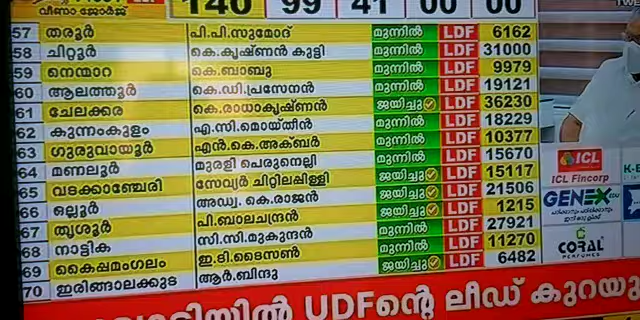 വീണാ ജോർജ്ജ് 140 99 41 00 00
57 തരൂർ പി.പി.സുമോദ് മുന്നിൽ LDF 6162
58 ചിറ്റൂർ കെ.കൃഷ്ണൻ കുട്ടി മുന്നിൽ LDF 31000
59 നെന്മാറ കെ.ബാബു മുന്നിൽ LDF 9979
60 ആലത്തൂർ കെ.ഡി.പ്രസേനൻ മുന്നിൽ LDF 19121
61 ചേലക്കര കെ.രാധാകൃഷ്ണൻ ജയിച്ചു LDF 36230
62 കുന്നംകുളം എ.സി.മൊയ്തീൻ മുന്നിൽ LDF 18229
63 ഗുരുവായൂർ എൻ.കെ.അക്ബർ മുന്നിൽ LDF 10377
64 മണലൂർ മുരളി പെരുനെല്ലി മുന്നിൽ LDF 15670
65 വടക്കാഞ്ചേരി സേവ്യർ ചിറ്റിലപ്പിള്ളി ജയിച്ചു LDF 15117
66 ഒല്ലൂർ അഡ്വ. കെ.രാജൻ ജയിച്ചു LDF 21506
67 തൃശൂർ പി.ബാലചന്ദ്രൻ ജയിച്ചു LDF 1215
68 നാട്ടിക സി.സി.മുകുന്ദൻ മുന്നിൽ LDF 27921
69 കൈപ്പമംഗലം ഇ.ടി.ടൈസൺ മുന്നിൽ LDF 11270
70 ഇരിങ്ങാലക്കുട ആർ.ബിന്ദു ജയിച്ചു LDF 6482
ICL
ICL Fincorp
GENEX
CORAL
PERFUMES
UDFന്റെ ലീഡ് കുറയു